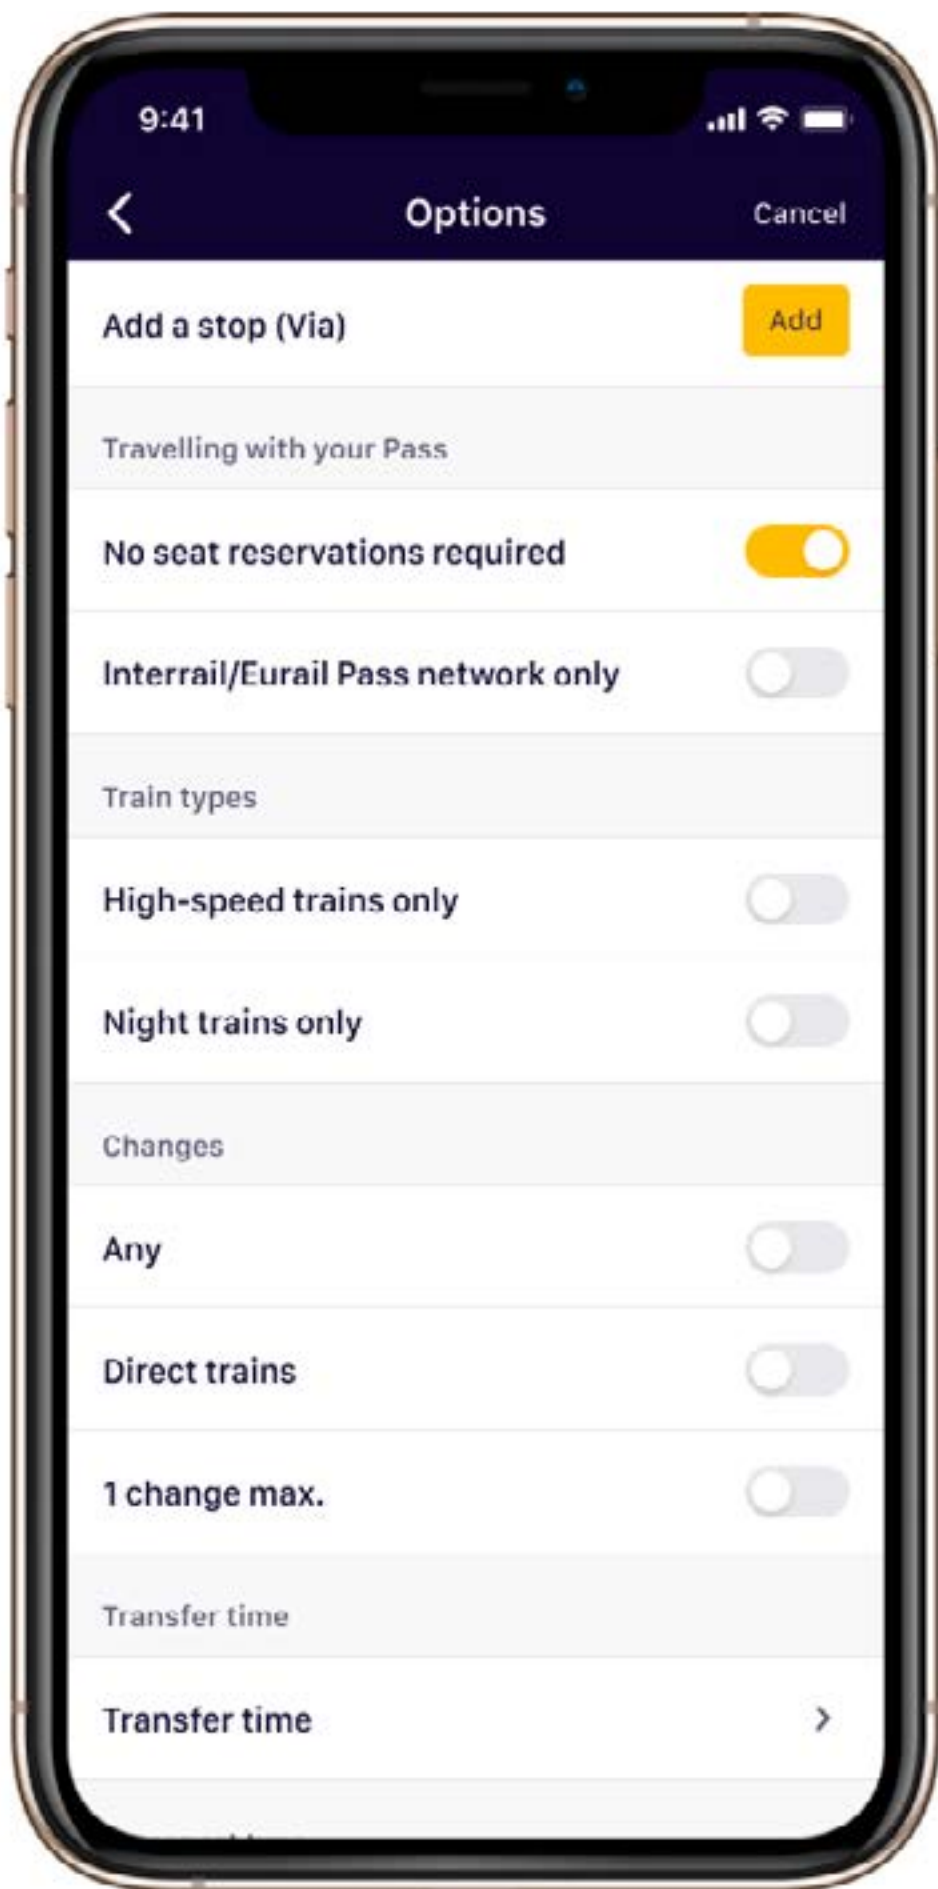 9:41
Options
Cancel
Add a stop (Via)
Add
Travelling with your Pass
No seat reservations required
Interrail/Eurail Pass network only
Train types
High-speed trains only
Night trains only
Changes
Any
Direct trains
1 change max.
Transfer time
Transfer time